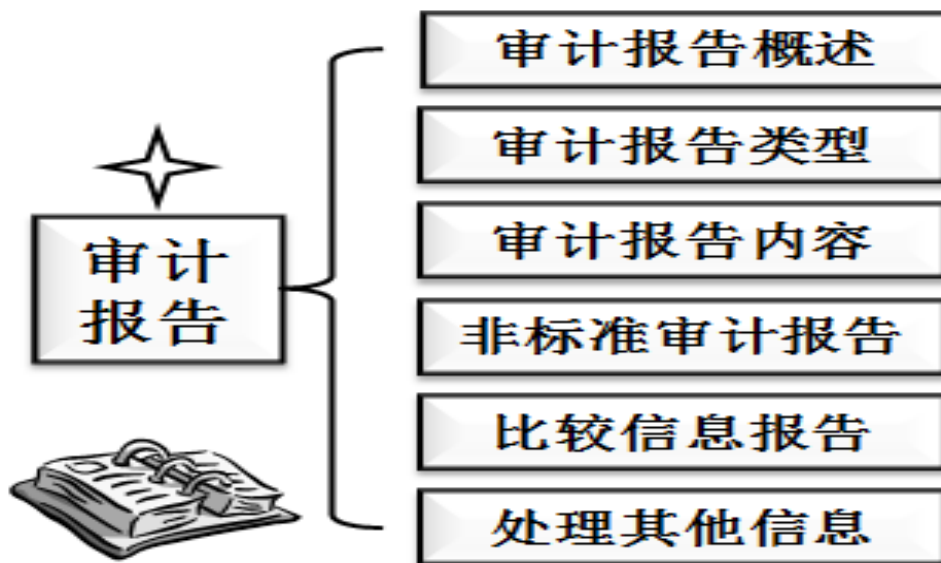 审计
报告
审计报告概述
审计报告类型
审计报告内容
非标准审计报告
比较信息报告
处理其他信息